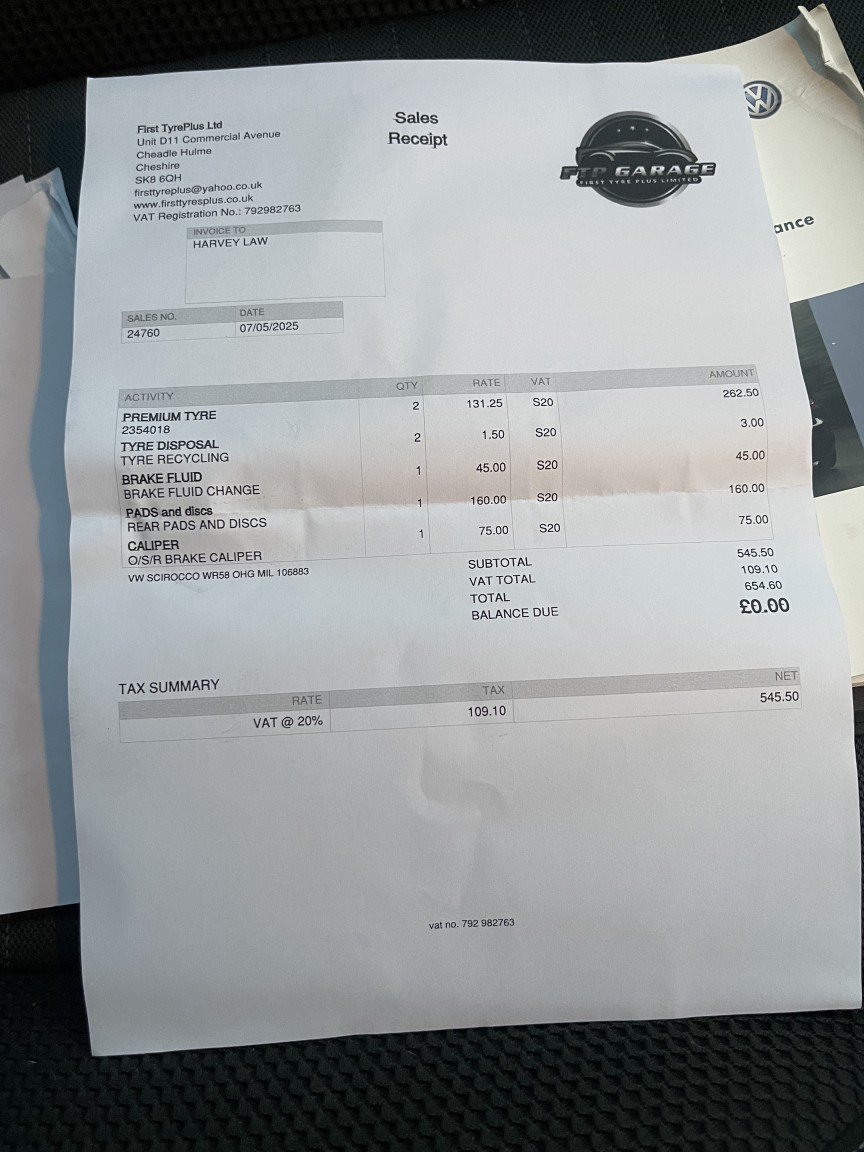 First TyrePlus Ltd
Unit D11 Commercial Avenue
Cheadle Hulme
Cheshire
SK8 6QH
firsttyreplus@yahoo.co.uk
www.firsttyresplus.co.uk
VAT Registration No.: 792982763
Sales
Receipt
FTP GARAGE
FIRST TYRE PLUS LIMITED
INVOICE TO
HARVEY LAW
SALES NO. DATE
24760 07/05/2025
ACTIVITY QTY RATE VAT AMOUNT
PREMIUM TYRE 2 131.25 S20 262.50
2354018
TYRE DISPOSAL 2 1.50 S20 3.00
TYRE RECYCLING
BRAKE FLUID 1 45.00 S20 45.00
BRAKE FLUID CHANGE
PADS and discs 1 160.00 S20 160.00
REAR PADS AND DISCS
CALIPER 1 75.00 S20 75.00
O/S/R BRAKE CALIPER
VW SCIROCCO WR58 OHG MIL 106883
SUBTOTAL 545.50
VAT TOTAL 109.10
TOTAL 654.60
BALANCE DUE £0.00
TAX SUMMARY
RATE TAX NET
VAT @ 20% 109.10 545.50
vat no. 792 982763
VW
ance